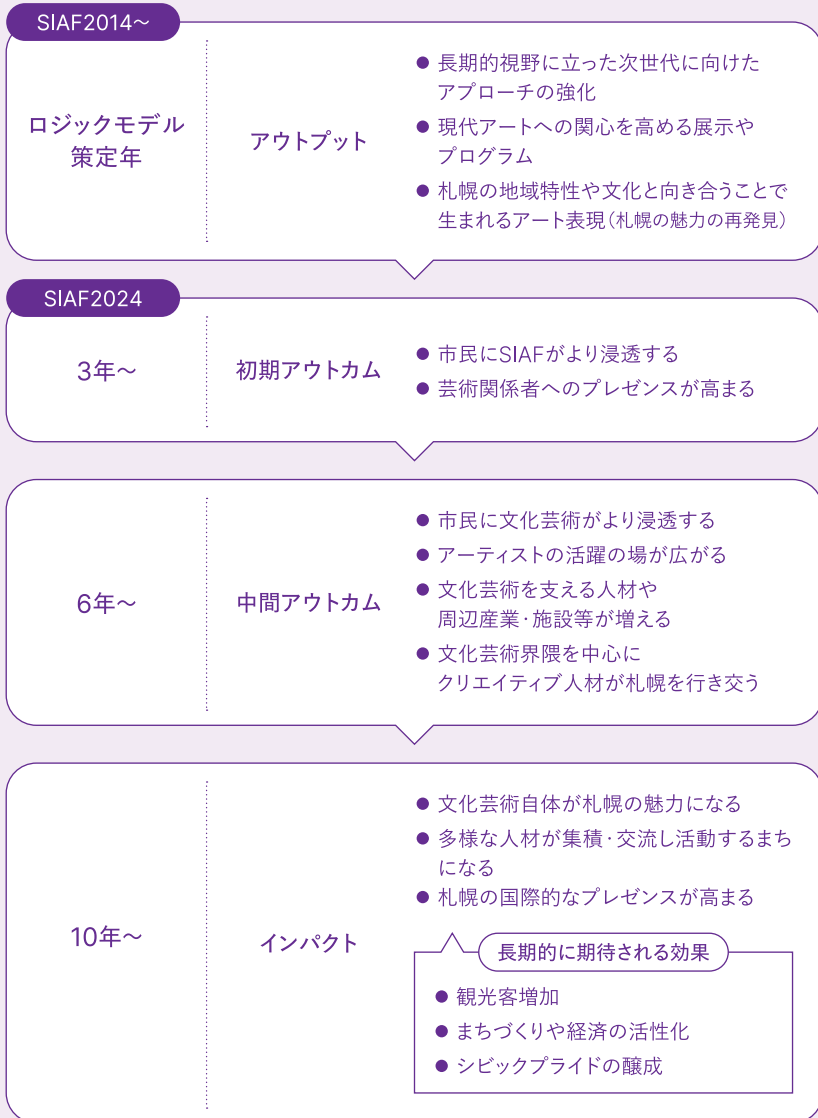 SIAF2014～
ロジックモデル
策定年
アウトプット
● 長期的視野に立った次世代に向けた
アプローチの強化
● 現代アートへの関心を高める展示や
プログラム
● 札幌の地域特性や文化と向き合うことで
生まれるアート表現(札幌の魅力の再発見)
SIAF2024
3年～
初期アウトカム
● 市民にSIAFがより浸透する
● 芸術関係者へのプレゼンスが高まる
6年～
中間アウトカム
● 市民に文化芸術がより浸透する
● アーティストの活躍の場が広がる
● 文化芸術を支える人材や
周辺産業・施設等が増える
● 文化芸術界隈を中心に
クリエイティブ人材が札幌を行き交う
10年～
インパクト
● 文化芸術自体が札幌の魅力になる
● 多様な人材が集積・交流し活動するまち
になる
● 札幌の国際的なプレゼンスが高まる
長期的に期待される効果
● 観光客増加
● まちづくりや経済の活性化
● シビックプライドの醸成